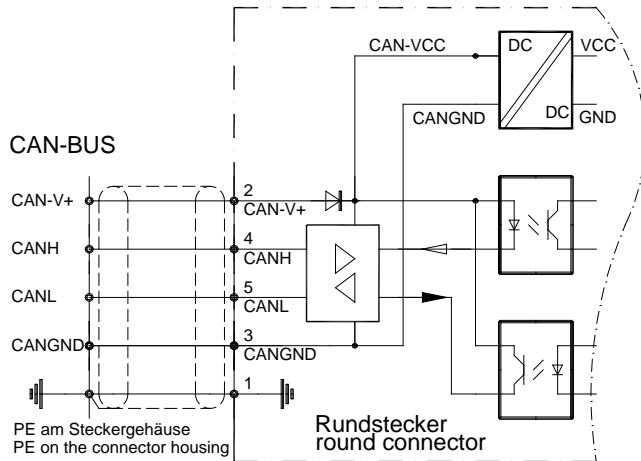 CAN-VCC
DC
VCC
CANGND
DC
GND
CAN-BUS
CAN-V+
2
CAN-V+
CANH
4
CANH
CANL
5
CANL
CANGND
3
CANGND
1
PE am Steckergehäuse
PE on the connector housing
Rundstecker
round connector